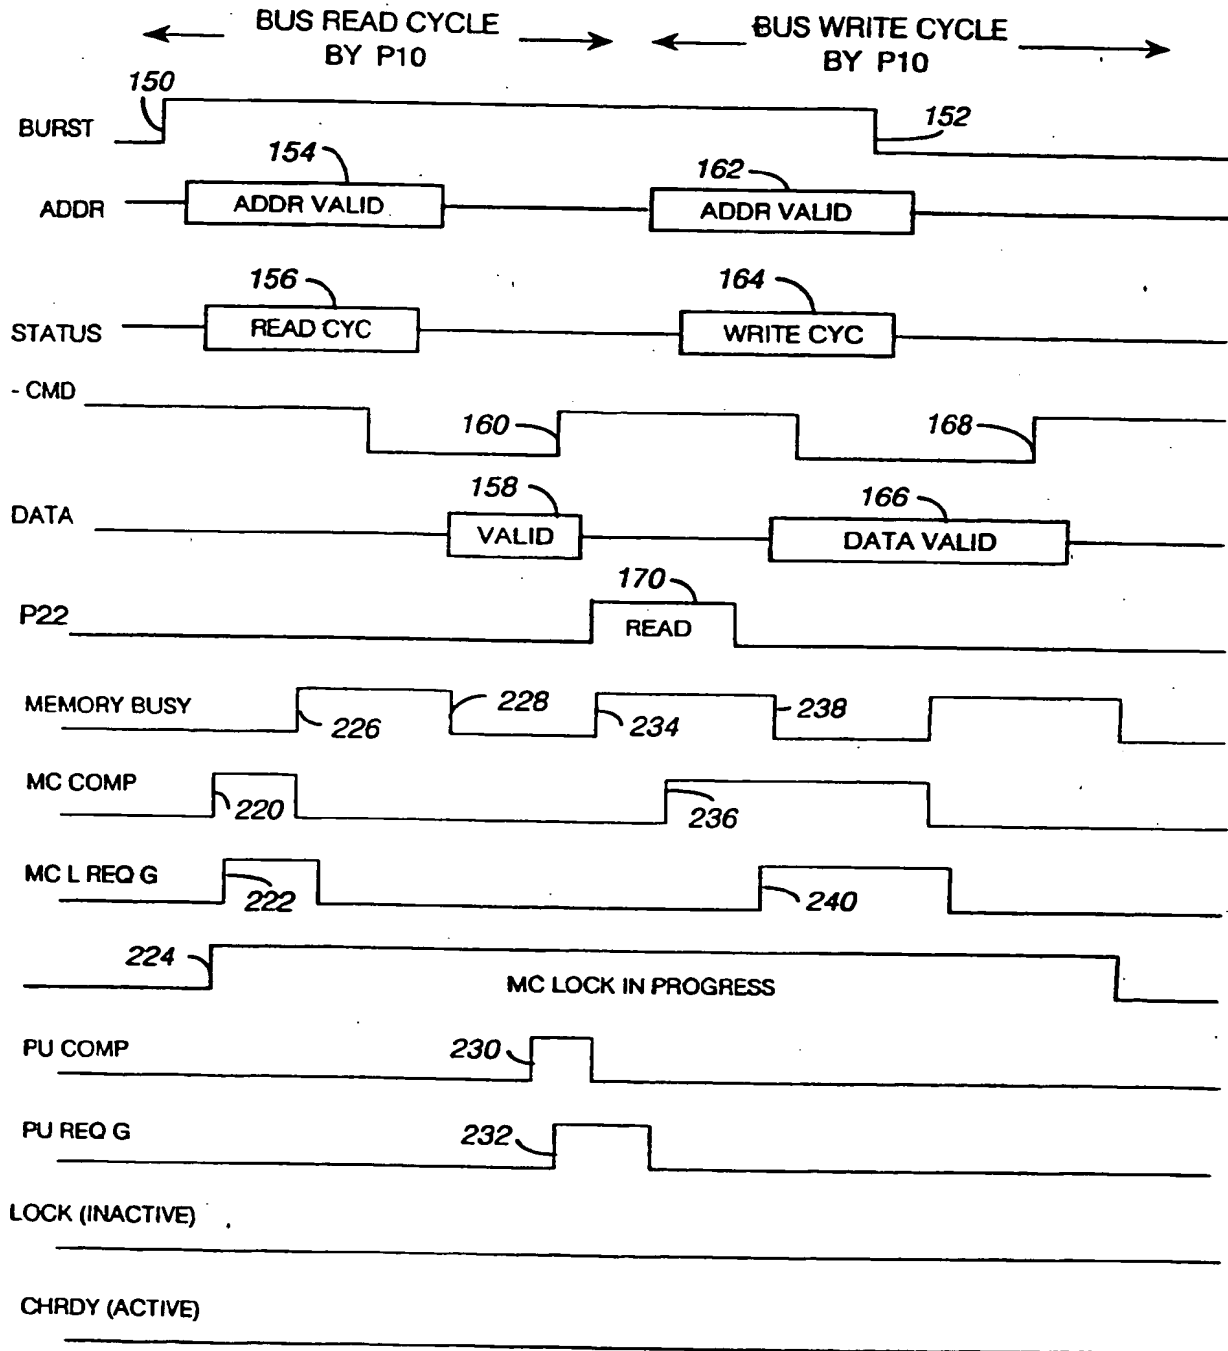 BUS READ CYCLE
BY P10
BUS WRITE CYCLE
BY P10
150
BURST
152
154
162
ADDR
ADDR VALID
ADDR VALID
156
164
STATUS
READ CYC
WRITE CYC
- CMD
160
168
158
166
DATA
VALID
DATA VALID
170
P22
READ
MEMORY BUSY
226
228
234
238
MC COMP
220
236
MC L REQ G
222
240
224
MC LOCK IN PROGRESS
PU COMP
230
PU REQ G
232
LOCK (INACTIVE)
CHRDY (ACTIVE)